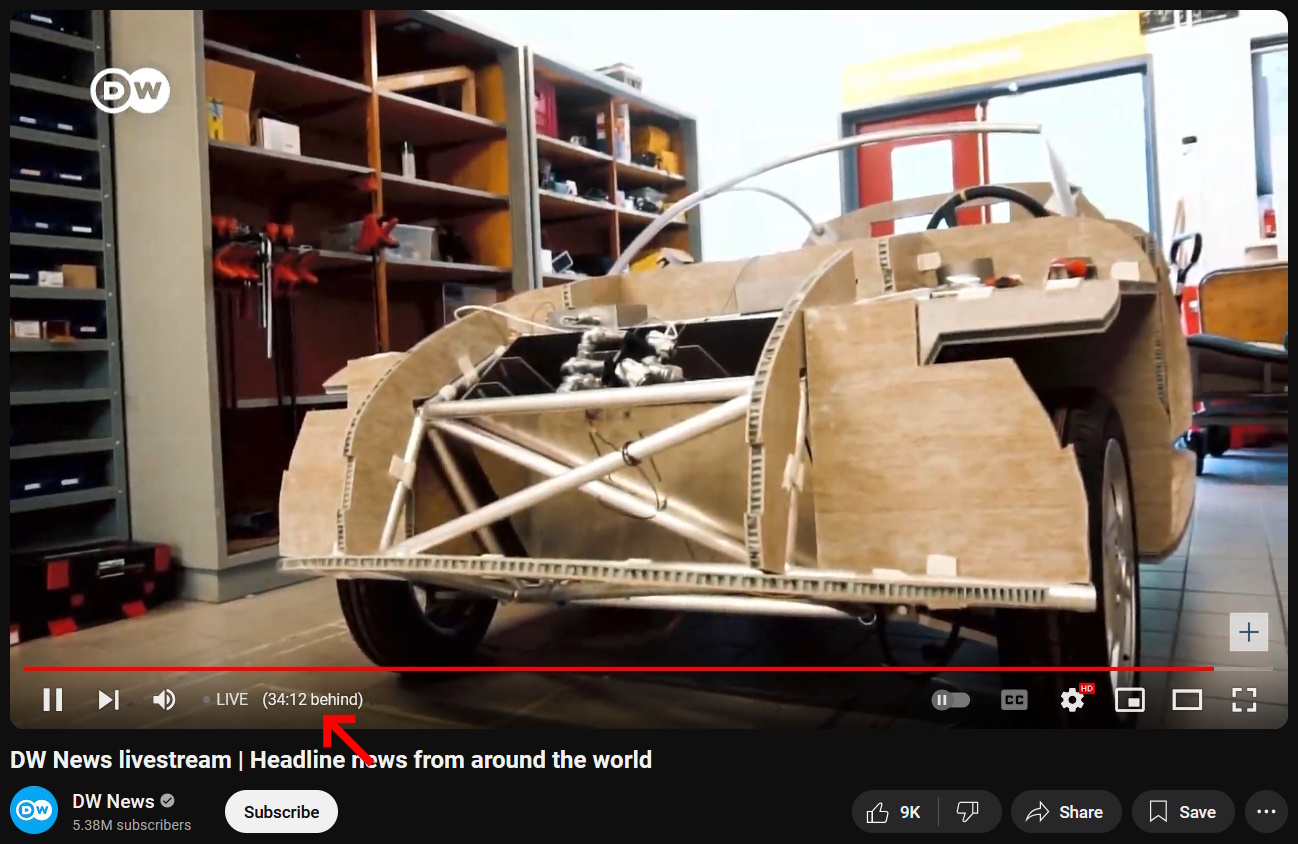 DW
HD
CC
LIVE (34:12 behind)
DW News livestream | Headline news from around the world
DW
DW News
5.38M subscribers
Subscribe
9K
Share
Save